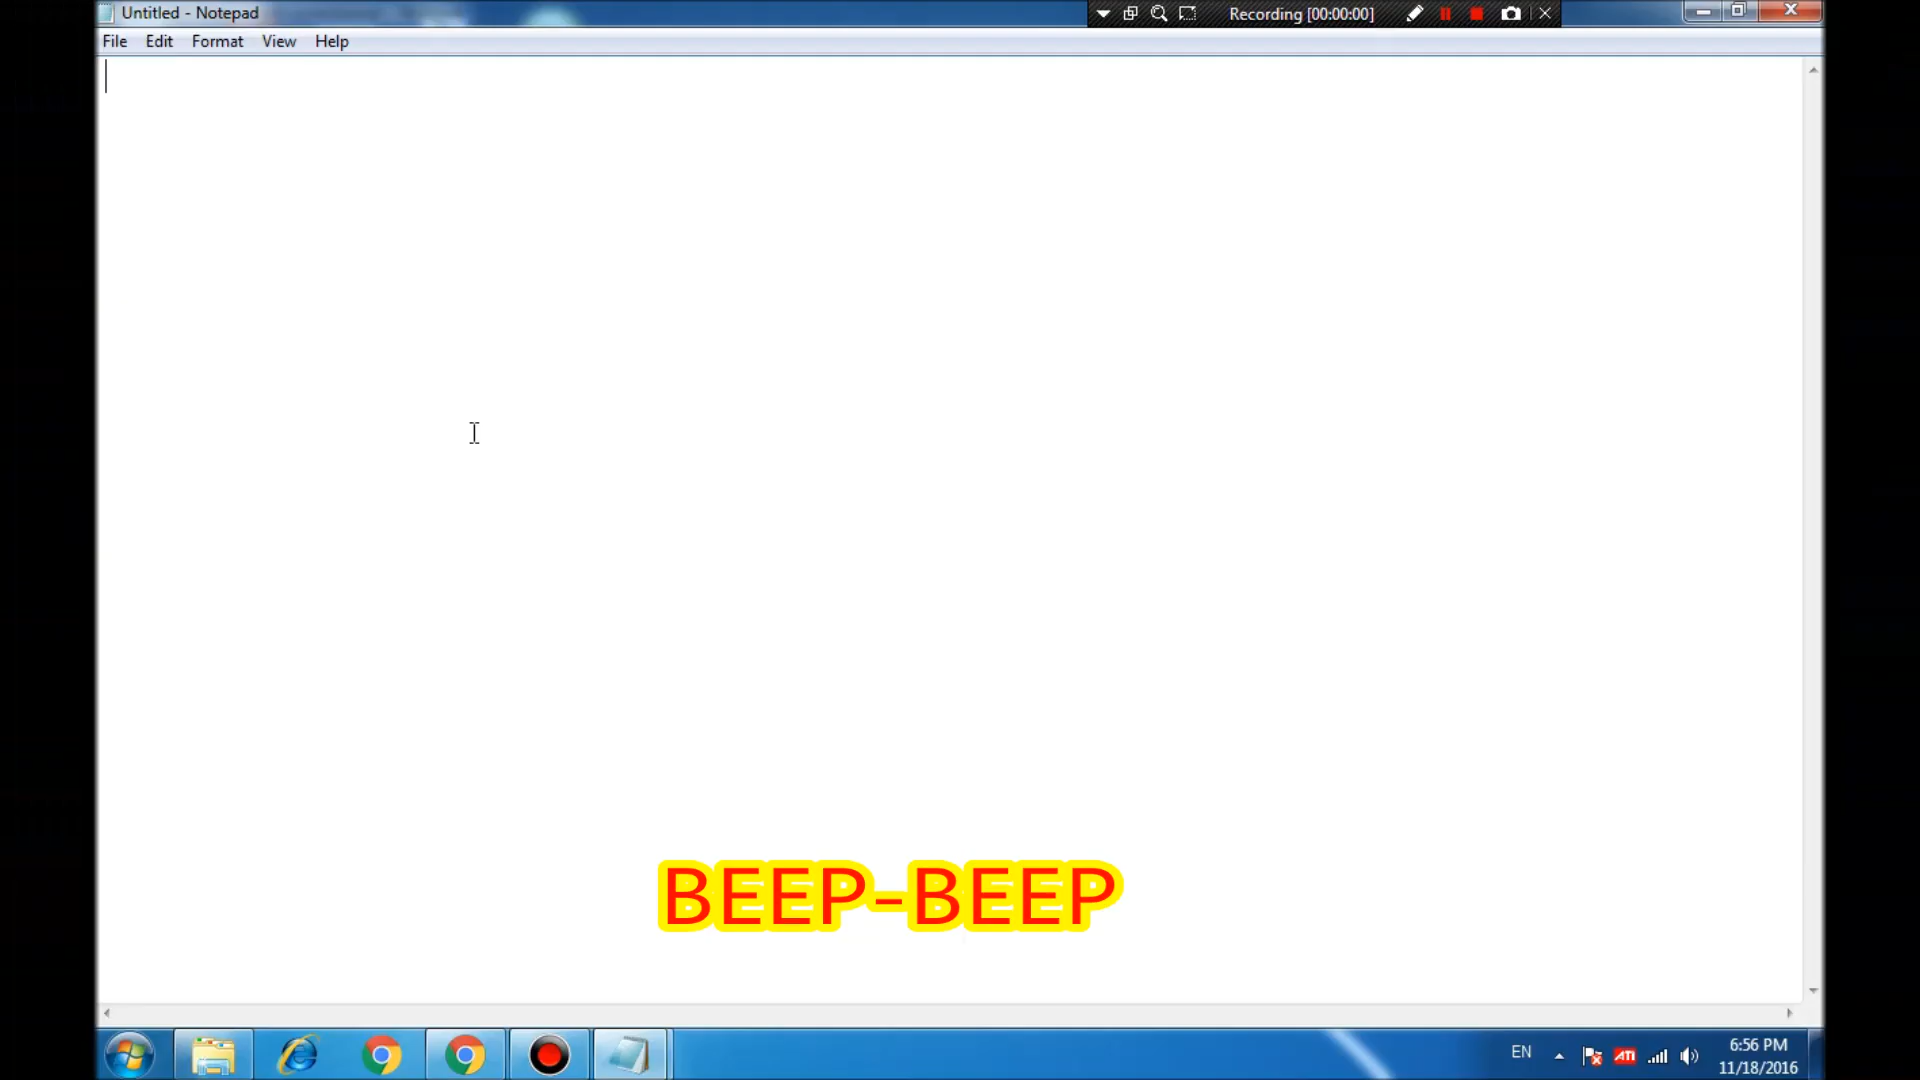 Untitled - Notepad
Recording [00:00:00]
File Edit Format View Help
BEEP-BEEP
EN
ATI
6:56 PM
11/18/2016